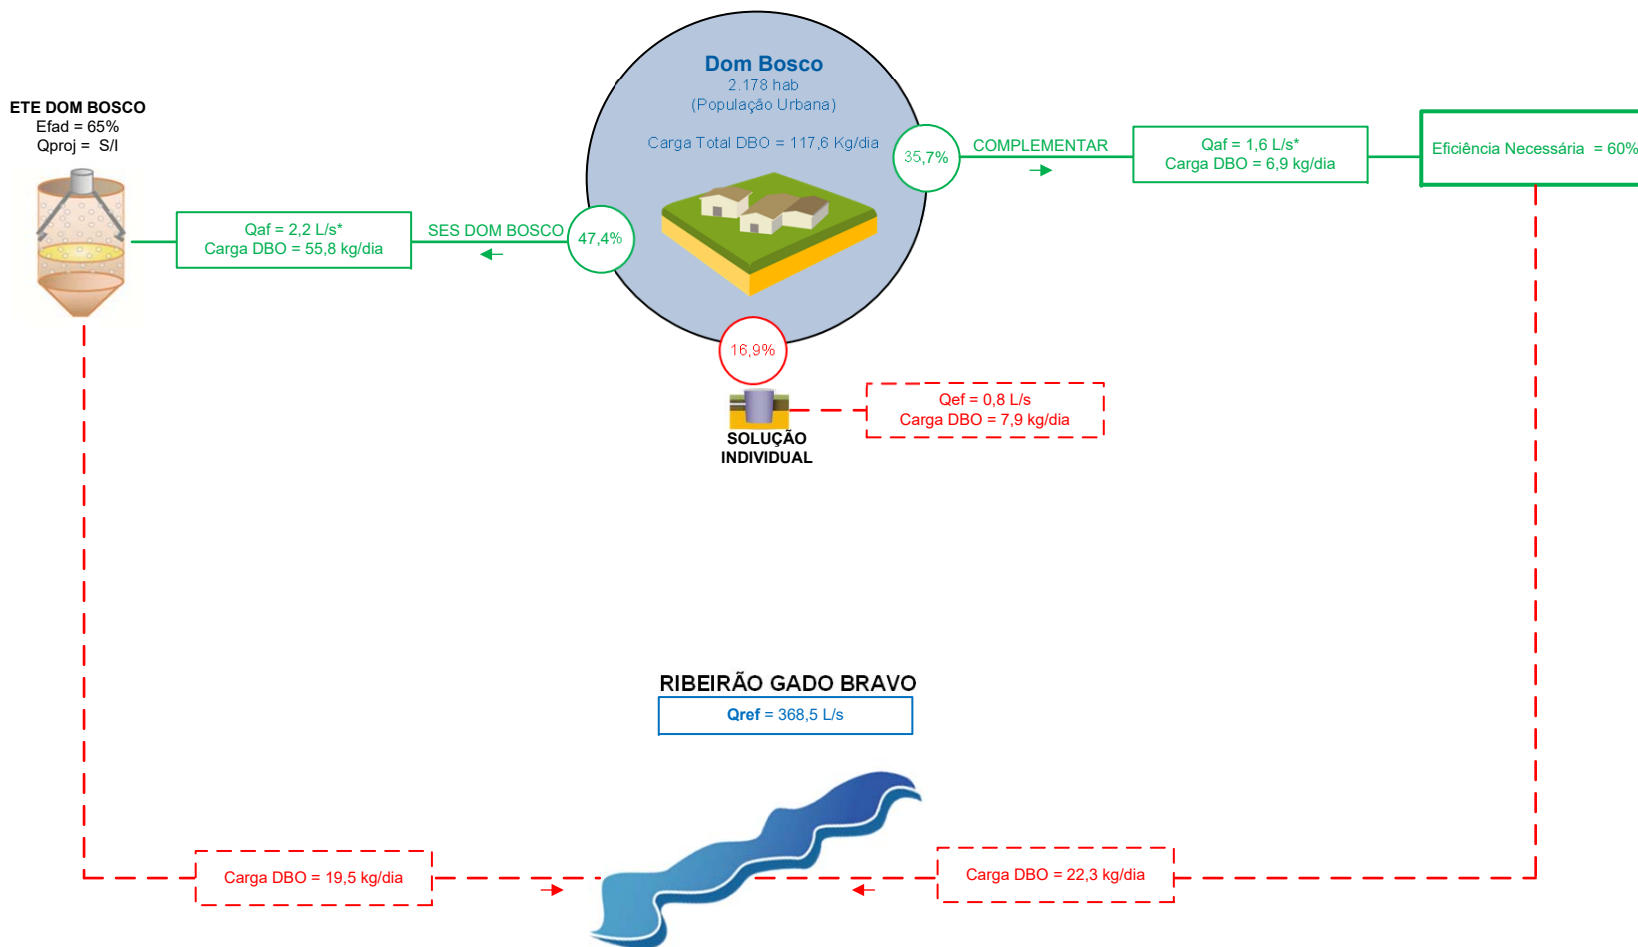 Dom Bosco
2.178 hab
(População Urbana)
Carga Total DBO = 117,6 Kg/dia
ETE DOM BOSCO
Efad = 65%
Qproj = S/I
Qaf = 2,2 L/s*
Carga DBO = 55,8 kg/dia
SES DOM BOSCO
47,4%
35,7%
COMPLEMENTAR
Qaf = 1,6 L/s*
Carga DBO = 6,9 kg/dia
Eficiência Necessária = 60%
16,9%
SOLUÇÃO
INDIVIDUAL
Qef = 0,8 L/s
Carga DBO = 7,9 kg/dia
RIBEIRÃO GADO BRAVO
Qref = 368,5 L/s
Carga DBO = 19,5 kg/dia
Carga DBO = 22,3 kg/dia